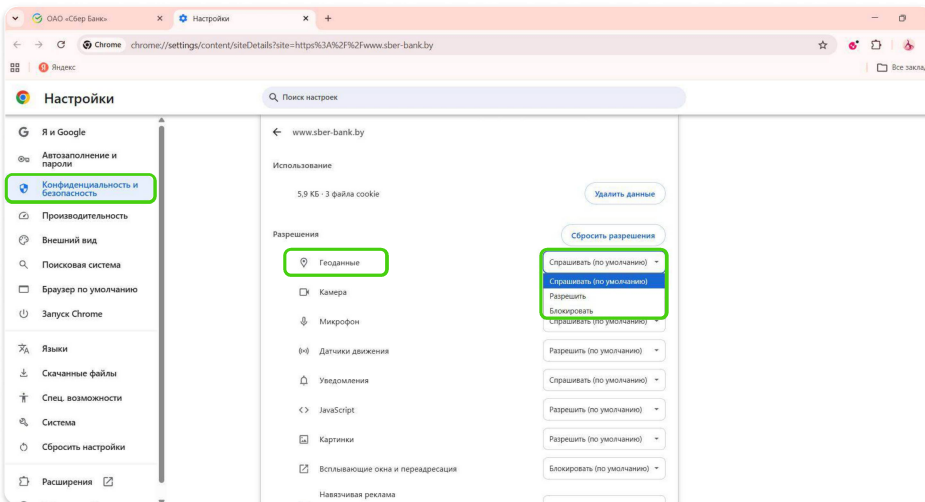 ОАО «Сбер Банк»
Настройки
Chrome
chrome://settings/content/siteDetails?site=https%3A%2F%2Fwww.sber-bank.by
Я
Яндекс
Все закла
Настройки
Поиск настроек
Я и Google
Автозаполнение и
пароли
Конфиденциальность и
безопасность
Производительность
Внешний вид
Поисковая система
Браузер по умолчанию
Запуск Chrome
Языки
Скачанные файлы
Спец. возможности
Система
Сбросить настройки
Расширения
www.sber-bank.by
Использование
5,9 КБ · 3 файла cookie
Удалить данные
Разрешения
Сбросить разрешения
Геоданные
Спрашивать (по умолчанию)
Спрашивать (по умолчанию)
Разрешить
Блокировать
Камера
Микрофон
Спрашивать (по умолчанию)
Датчики движения
Разрешить (по умолчанию)
Уведомления
Спрашивать (по умолчанию)
JavaScript
Разрешить (по умолчанию)
Картинки
Разрешить (по умолчанию)
Всплывающие окна и переадресация
Блокировать (по умолчанию)
Навязчивая реклама